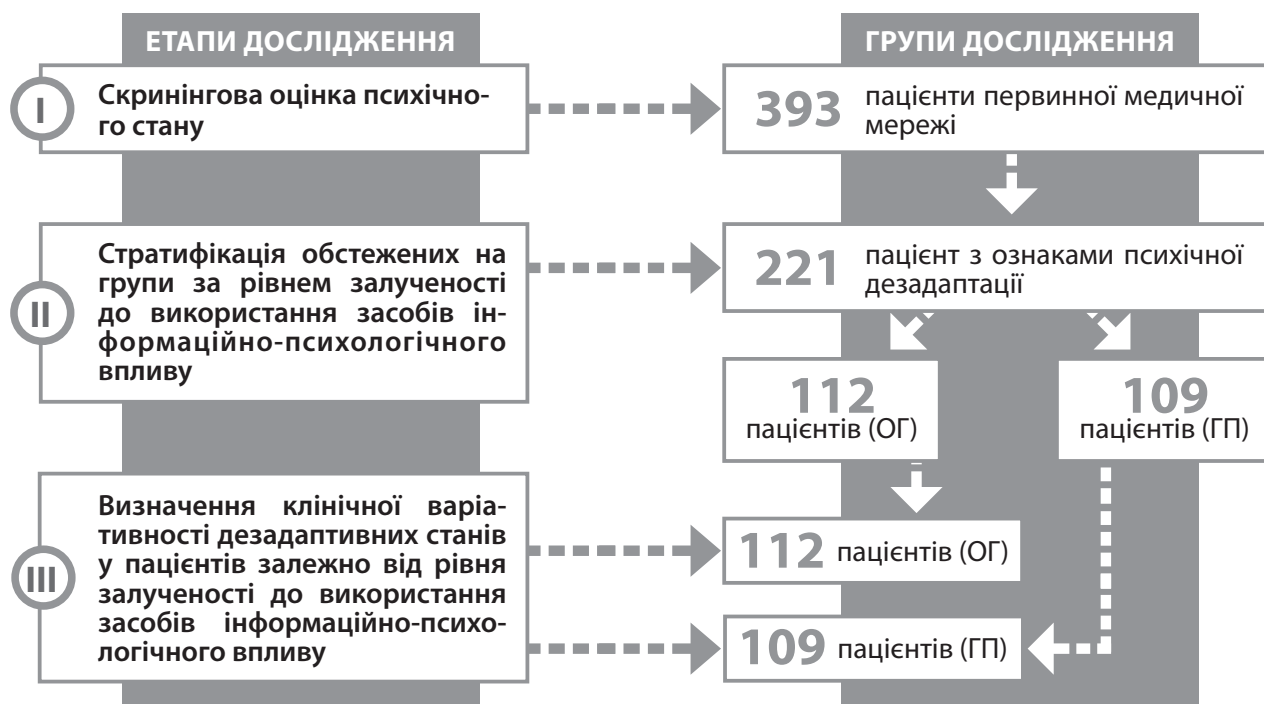 ЕТАПИ ДОСЛІДЖЕННЯ
ГРУПИ ДОСЛІДЖЕННЯ
I
Скринінгова оцінка психічно-
го стану
393
пацієнти первинної медичної
мережі
II
Стратифікація обстежених на
групи за рівнем залученості
до використання засобів ін-
формаційно-психологічного
впливу
221
пацієнт з ознаками психічної
дезадаптації
112
пацієнтів (ОГ)
109
пацієнтів (ГП)
III
Визначення клінічної варіа-
тивності дезадаптивних станів
у пацієнтів залежно від рівня
залученості до використання
засобів інформаційно-психо-
логічного впливу
112 пацієнтів (ОГ)
109 пацієнтів (ГП)